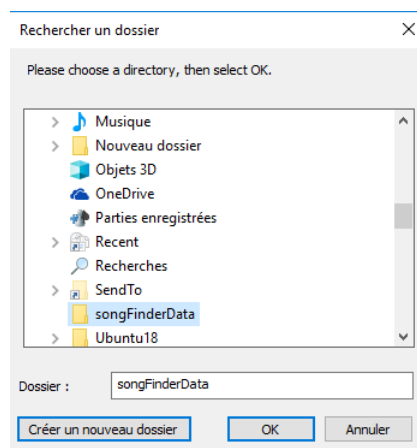 Rechercher un dossier
Please choose a directory, then select OK.
Musique
Nouveau dossier
Objets 3D
OneDrive
Parties enregistrées
Recent
Recherches
SendTo
songFinderData
Ubuntu18
Dossier : songFinderData
Créer un nouveau dossier OK Annuler